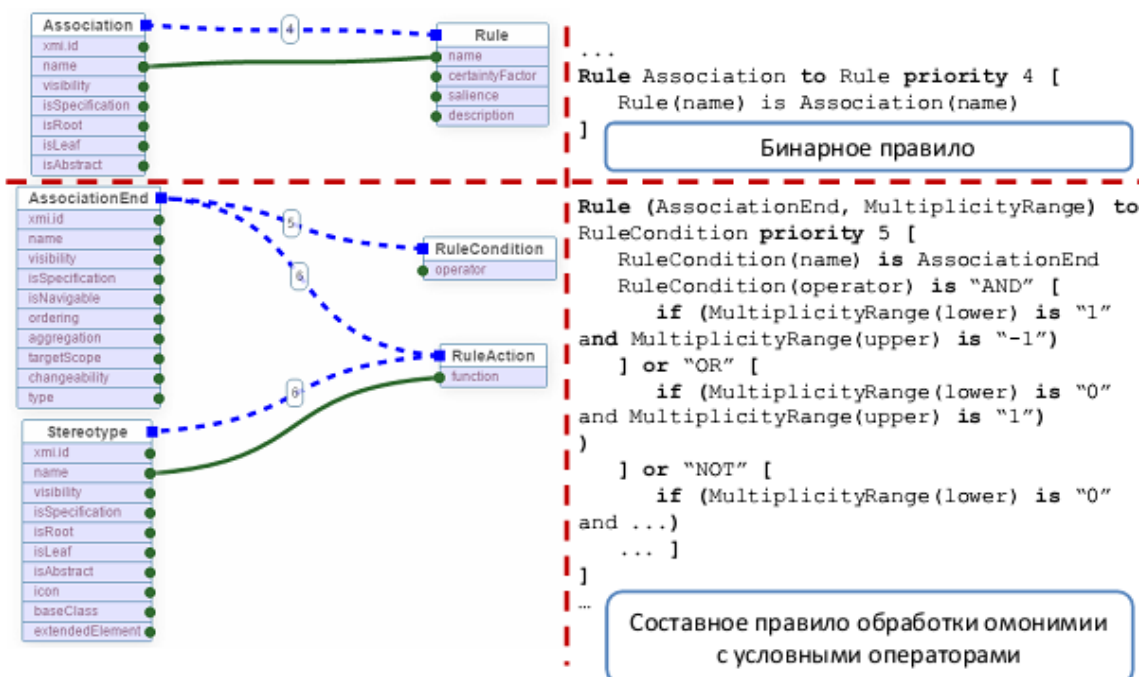 Association
xmi.id
name
visibility
isSpecification
isRoot
isLeaf
isAbstract
4
Rule
name
certaintyFactor
salience
description
...
Rule Association to Rule priority 4 [
Rule(name) is Association(name)
]
Бинарное правило
AssociationEnd
xmi.id
name
visibility
isSpecification
isNavigable
ordering
aggregation
targetScope
changeability
type
5
6
RuleCondition
operator
RuleAction
function
6
Stereotype
xmi.id
name
visibility
isSpecification
isRoot
isLeaf
isAbstract
icon
baseClass
extendedElement
Rule (AssociationEnd, MultiplicityRange) to
RuleCondition priority 5 [
RuleCondition(name) is AssociationEnd
RuleCondition(operator) is “AND” [
if (MultiplicityRange(lower) is “1”
and MultiplicityRange(upper) is “-1”)
] or “OR” [
if (MultiplicityRange(lower) is “0”
and MultiplicityRange(upper) is “1”)
)
] or “NOT” [
if (MultiplicityRange(lower) is “0”
and ...)
... ]
]
…
Составное правило обработки омонимии
с условными операторами